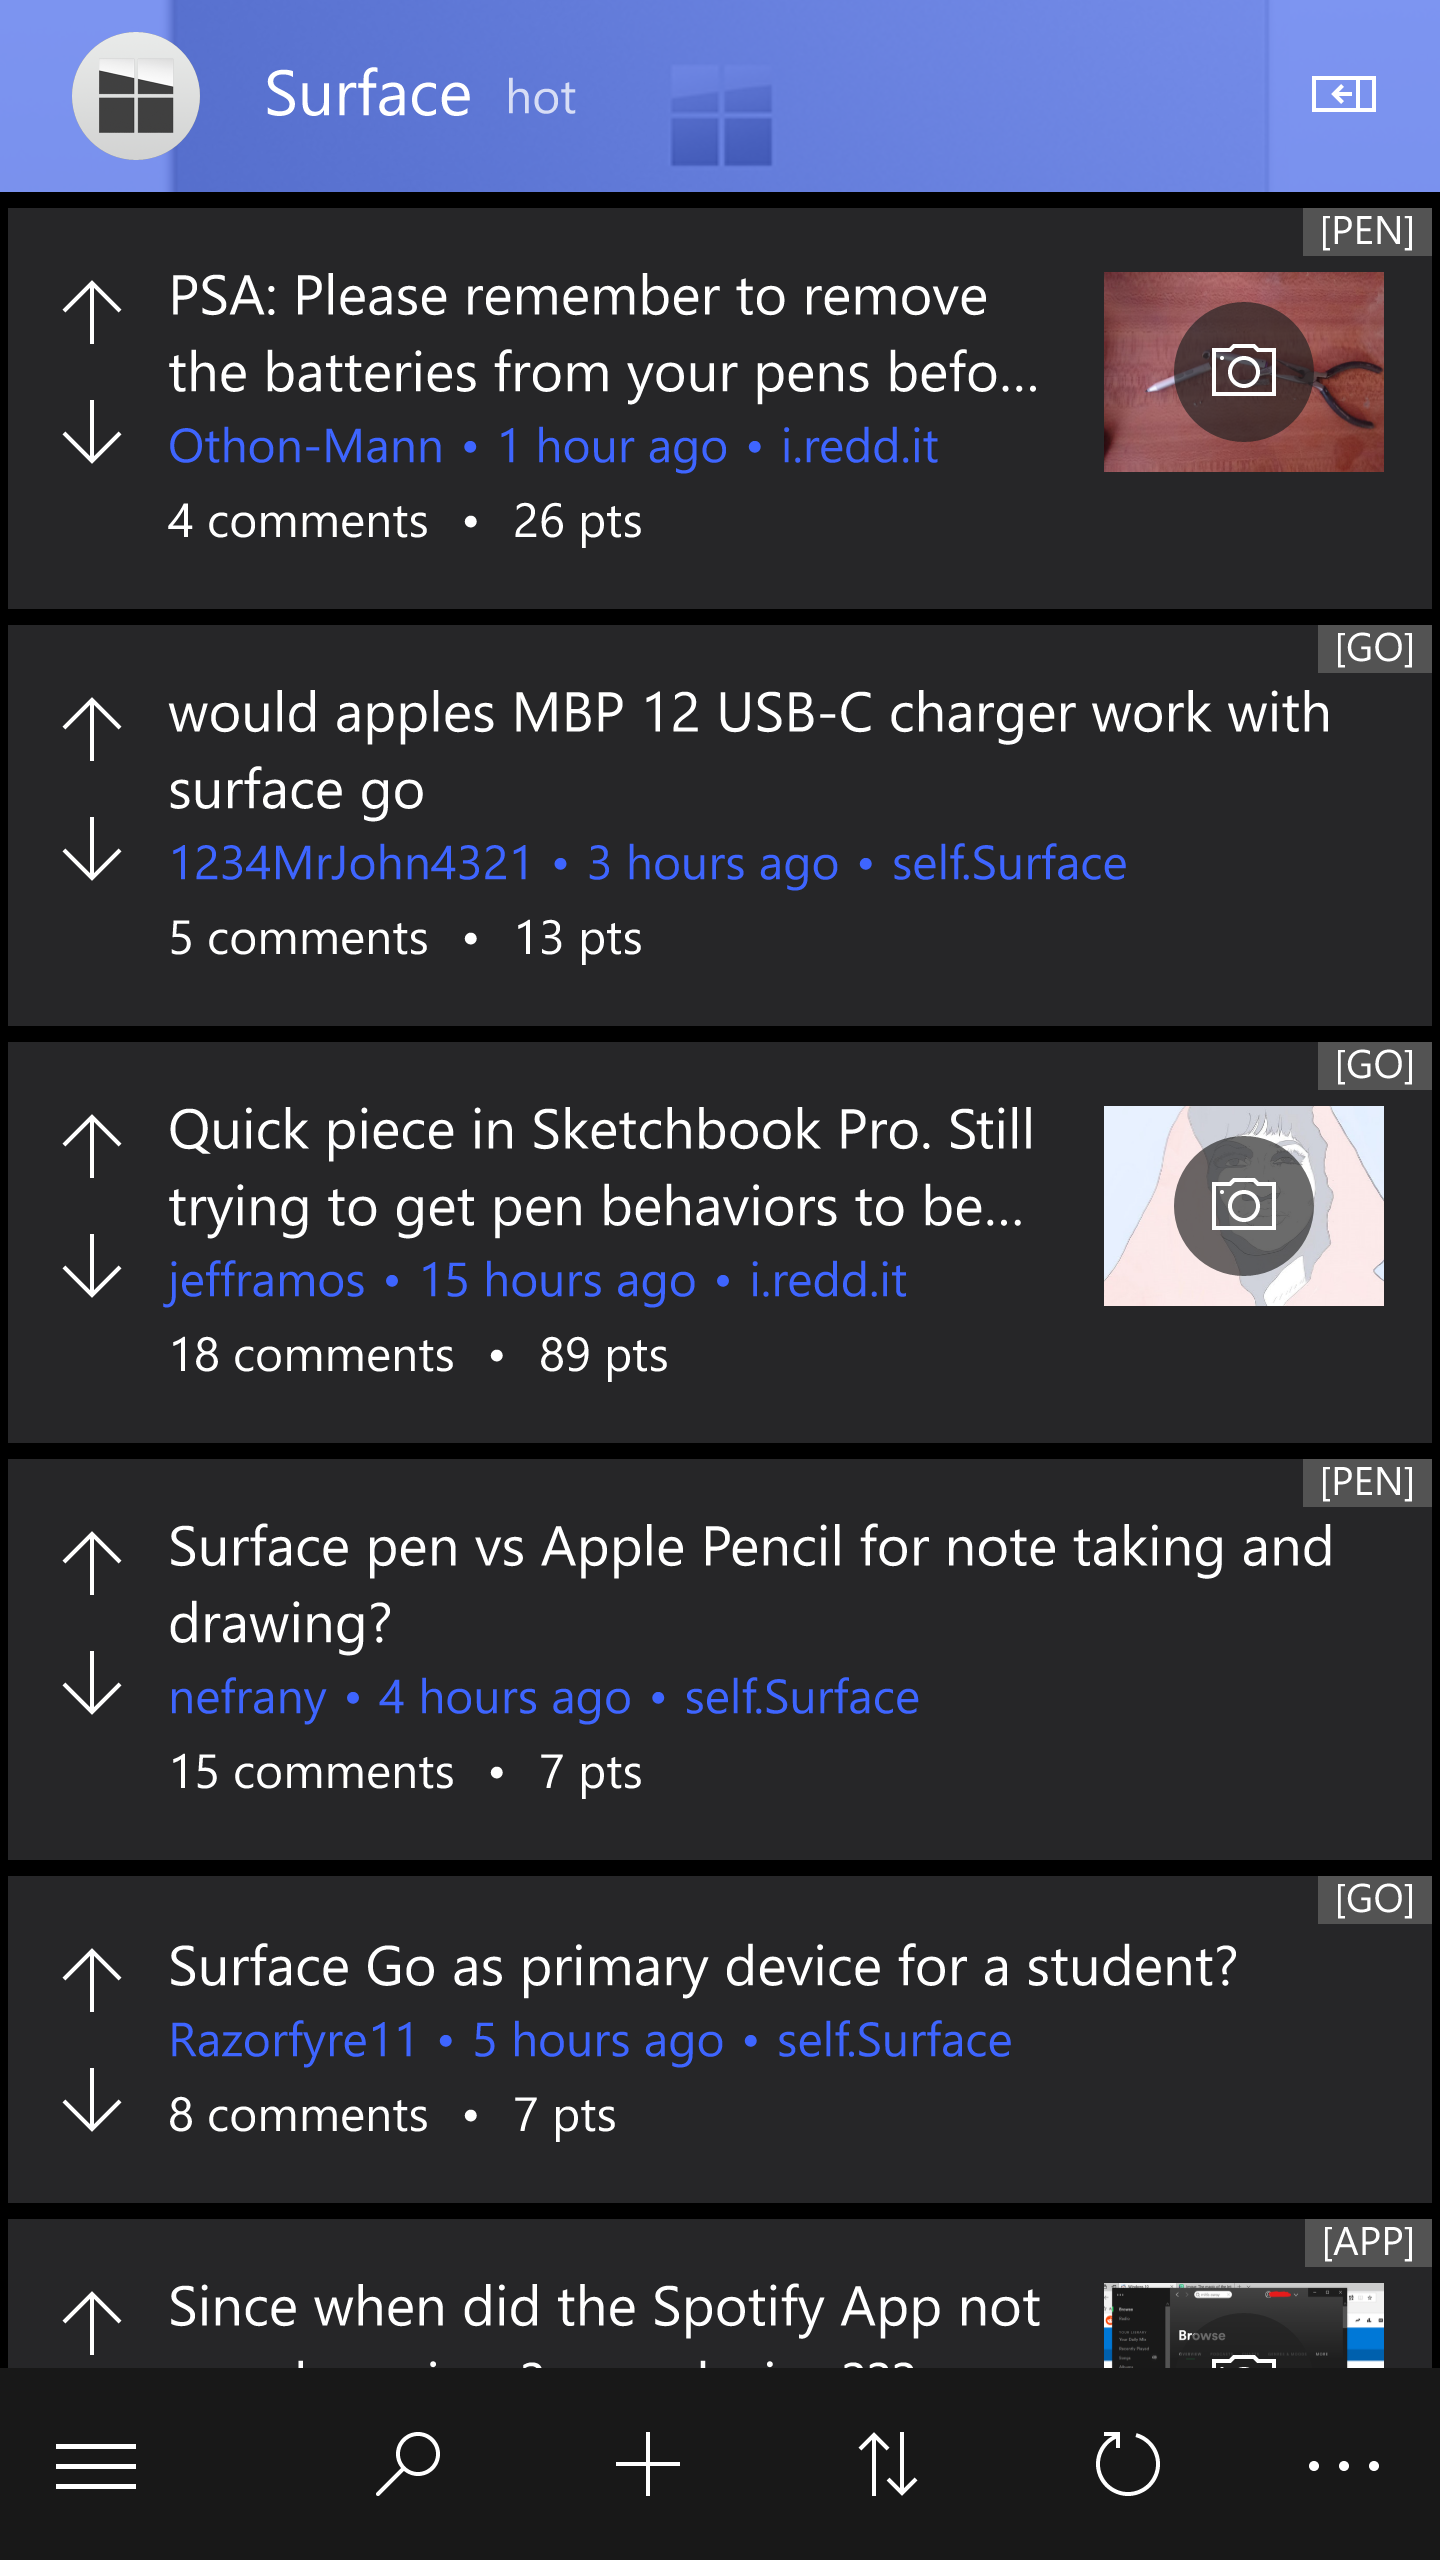 Surface hot
[PEN]
PSA: Please remember to remove
the batteries from your pens befo...
Othon-Mann • 1 hour ago • i.redd.it
4 comments • 26 pts
[GO]
would apples MBP 12 USB-C charger work with
surface go
1234MrJohn4321 • 3 hours ago • self.Surface
5 comments • 13 pts
[GO]
Quick piece in Sketchbook Pro. Still
trying to get pen behaviors to be...
jefframos • 15 hours ago • i.redd.it
18 comments • 89 pts
[PEN]
Surface pen vs Apple Pencil for note taking and
drawing?
nefrany • 4 hours ago • self.Surface
15 comments • 7 pts
[GO]
Surface Go as primary device for a student?
Razorfyre11 • 5 hours ago • self.Surface
8 comments • 7 pts
[APP]
Since when did the Spotify App not
Browse